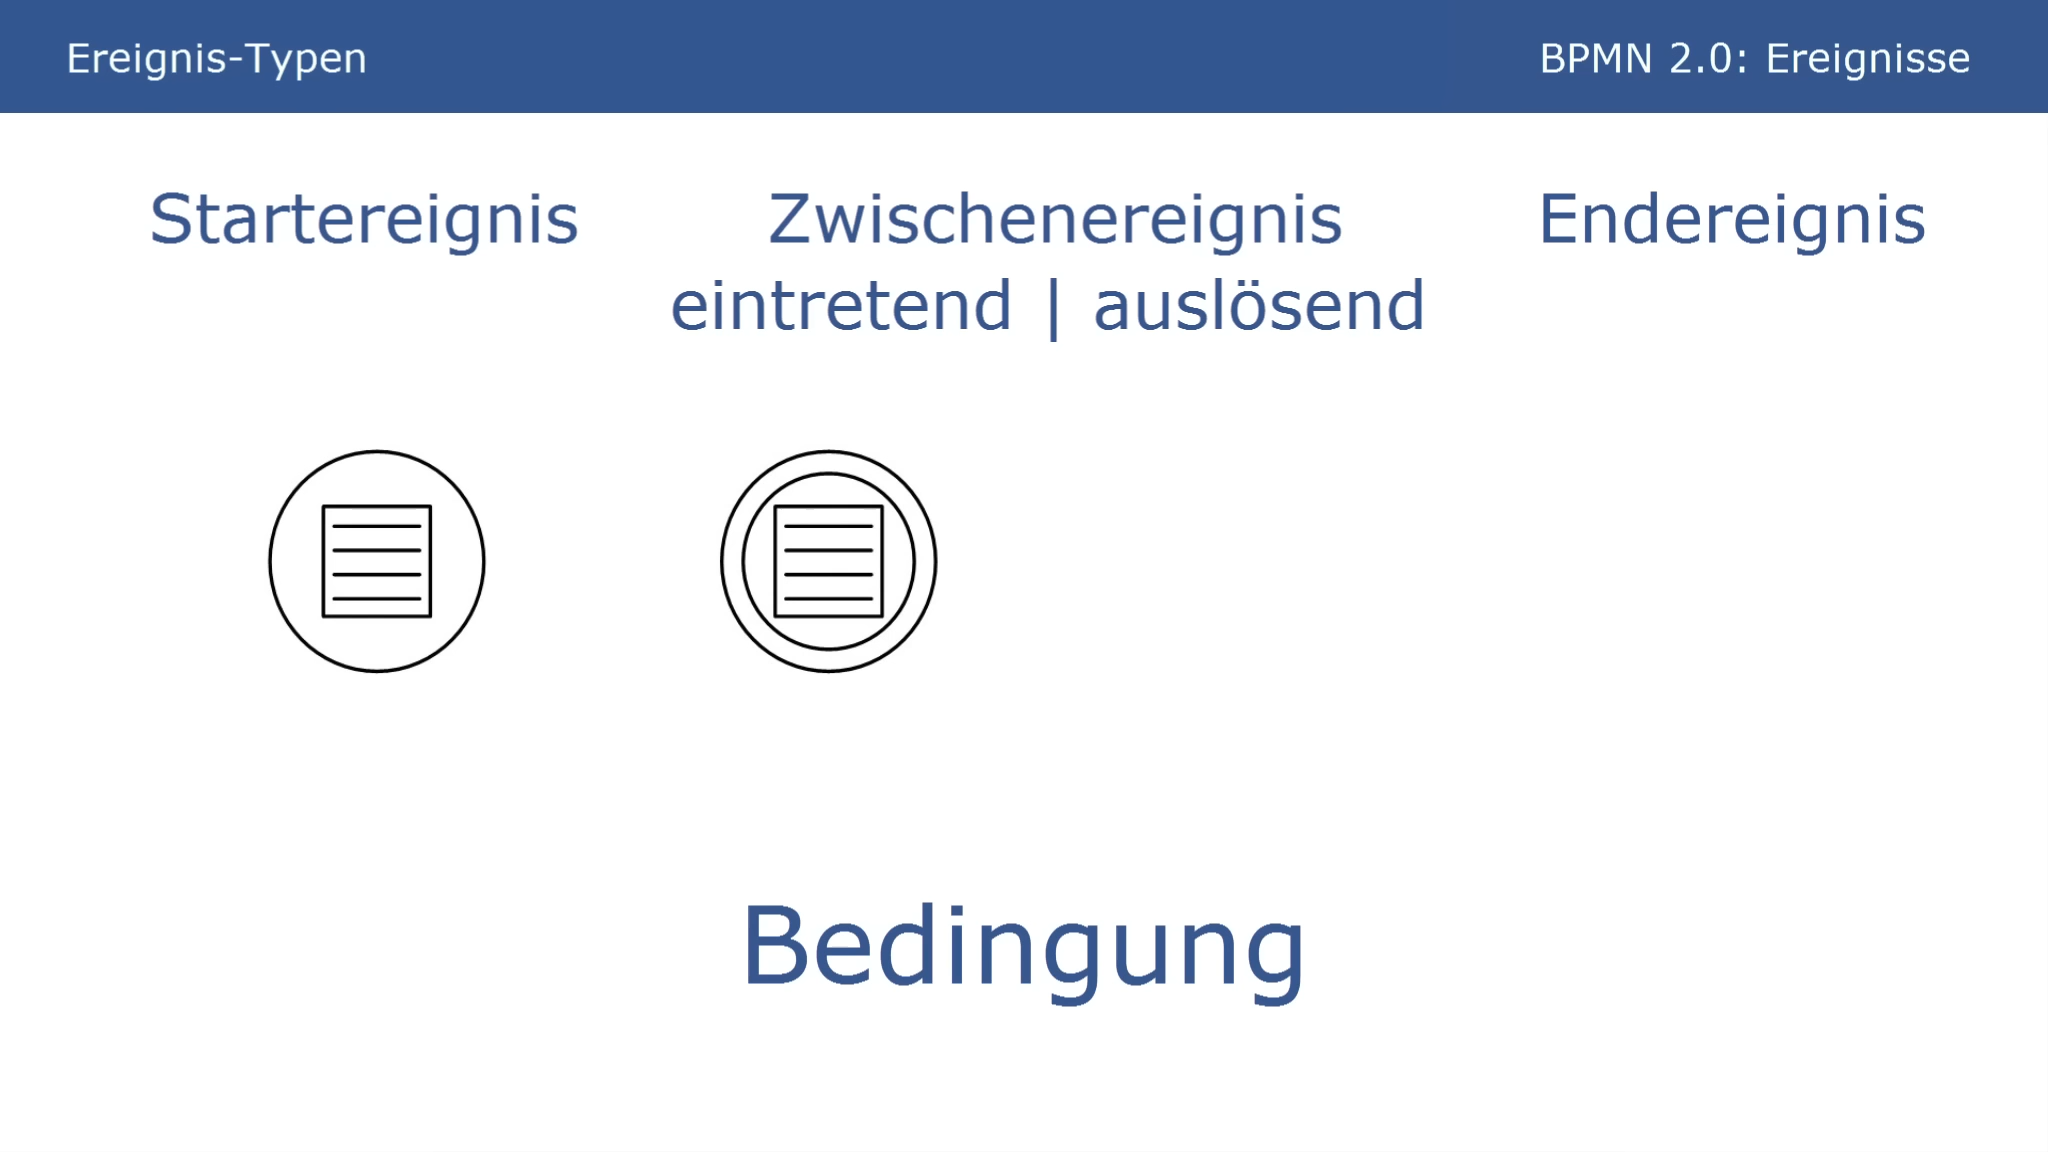 Ereignis-Typen
BPMN 2.0: Ereignisse
Startereignis
Zwischenereignis
eintretend | auslösend
Endereignis
Bedingung